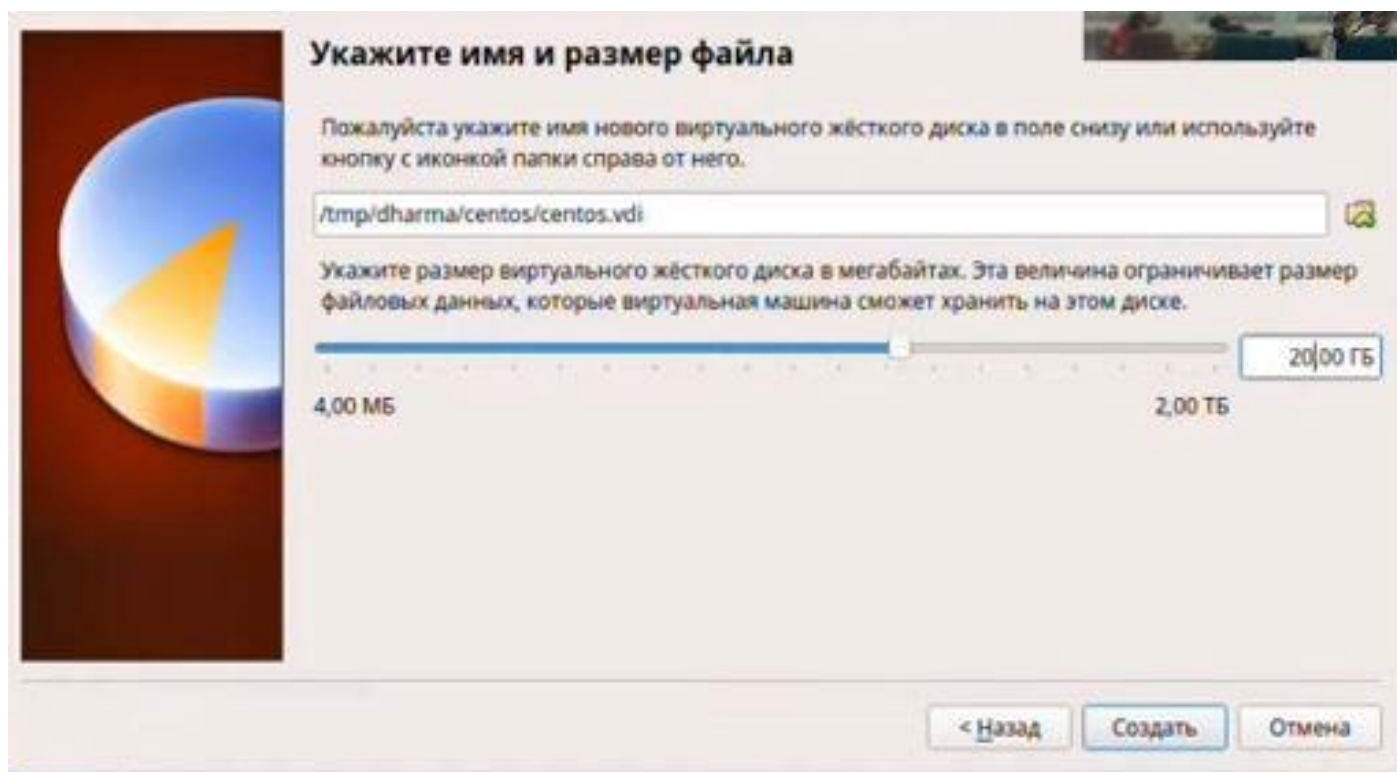 Укажите имя и размер файла
Пожалуйста укажите имя нового виртуального жёсткого диска в поле снизу или используйте
кнопку с иконкой папки справа от него.
/tmp/dharma/centos/centos.vdi
Укажите размер виртуального жёсткого диска в мегабайтах. Эта величина ограничивает размер
файловых данных, которые виртуальная машина сможет хранить на этом диске.
20,00 ГБ
4,00 МБ 2,00 ТБ
< Назад Создать Отмена